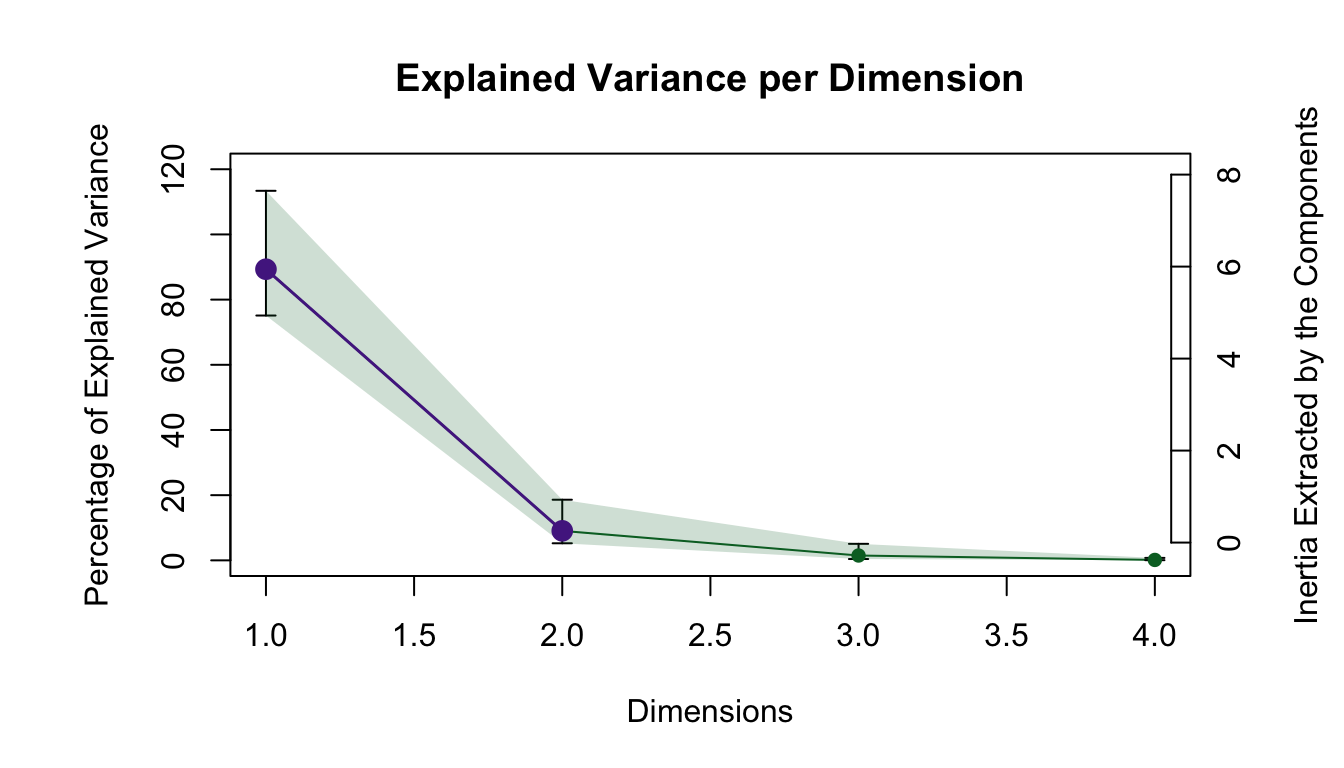 Explained Variance per Dimension
Percentage of Explained Variance
120
80
60
40
20
0
8
6
4
2
0
Inertia Extracted by the Components
1.0 1.5 2.0 2.5 3.0 3.5 4.0
Dimensions